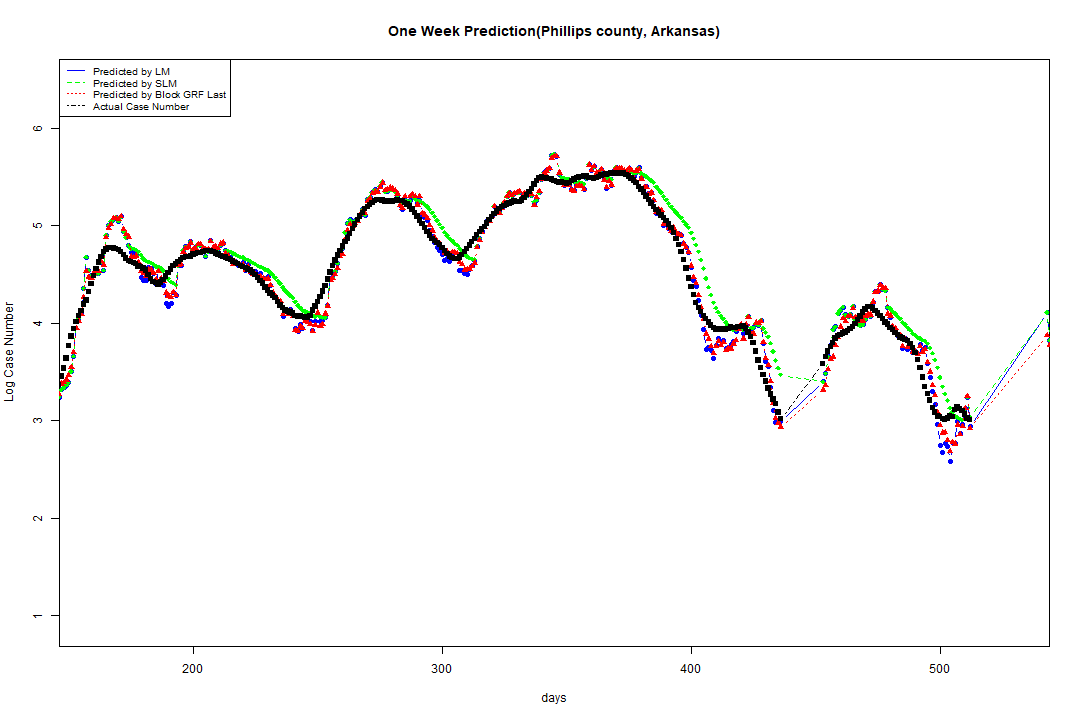 One Week Prediction(Phillips county, Arkansas)
Predicted by LM
Predicted by SLM
Predicted by Block GRF Last
Actual Case Number
Log Case Number
6
5
4
3
2
1
200
300
400
500
days